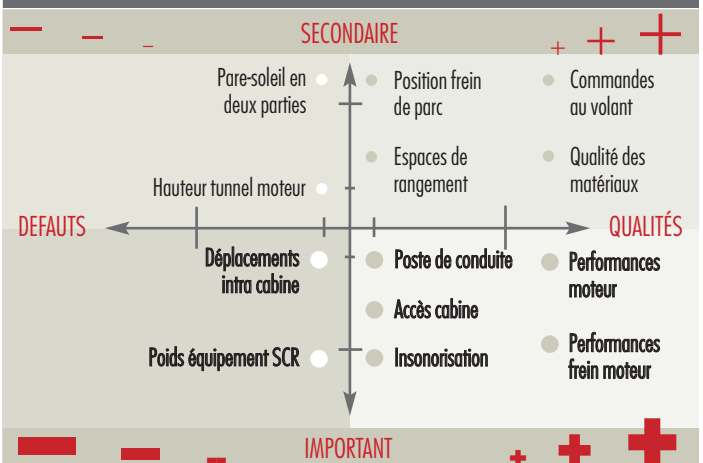 SECONDAIRE
Pare-soleil en
deux parties
Position frein
de parc
Commandes
au volant
Hauteur tunnel moteur
Espaces de
rangement
Qualité des
matériaux
DEFAUTS
QUALITÉS
Déplacements
intra cabine
Poste de conduite
Performances
moteur
Accès cabine
Poids équipement SCR
Insonorisation
Performances
frein moteur
IMPORTANT